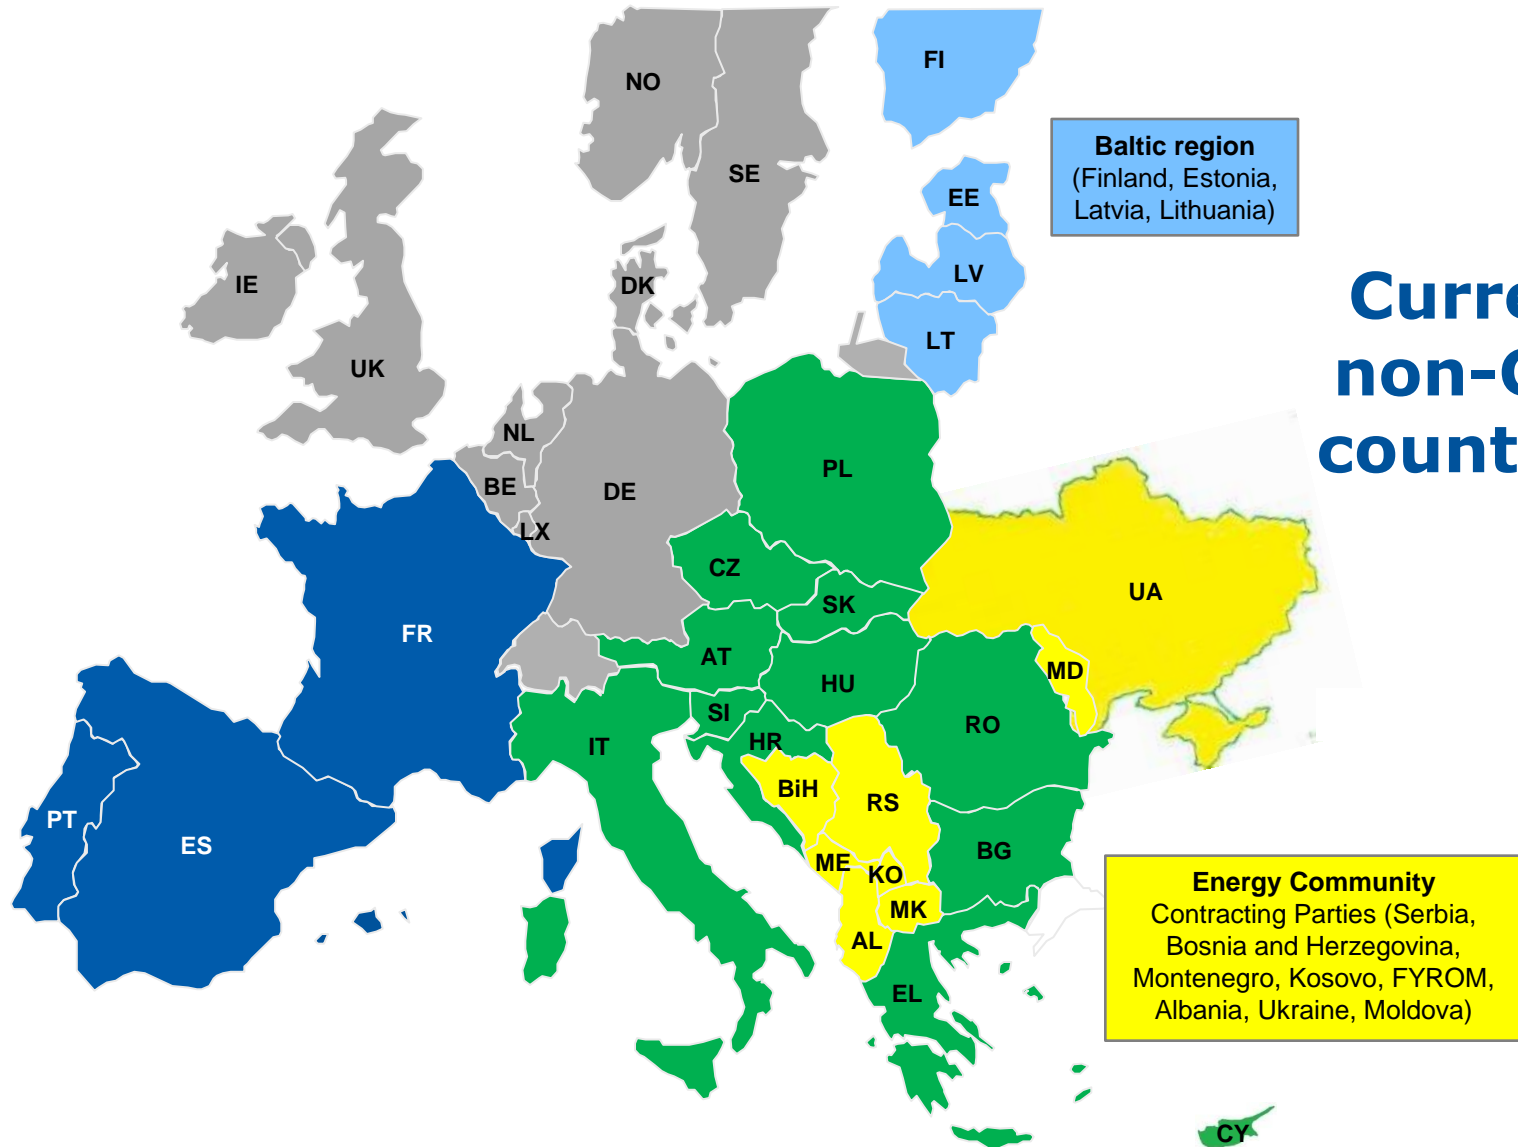 NO
FI
SE
Baltic region
(Finland, Estonia,
Latvia, Lithuania)
EE
IE
DK
LV
LT
UK
NL
BE
DE
LX
PL
CZ
SK
UA
FR
AT
HU
MD
SI
HR
RO
IT
BiH
RS
PT
ES
ME
KO
BG
MK
AL
EL
CY
Energy Community
Contracting Parties (Serbia,
Bosnia and Herzegovina,
Montenegro, Kosovo, FYROM,
Albania, Ukraine, Moldova)